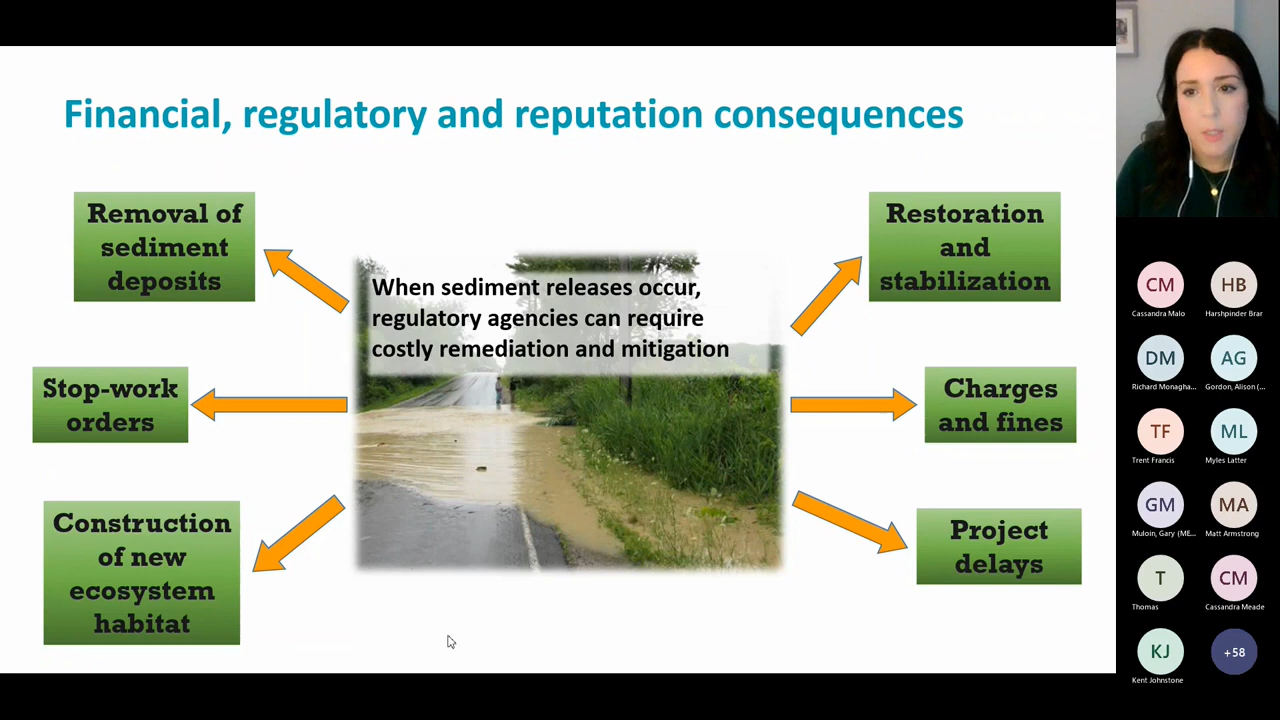 Financial, regulatory and reputation consequences
Removal of
sediment
deposits
Restoration
and
stabilization
When sediment releases occur,
regulatory agencies can require
costly remediation and mitigation
Stop-work
orders
Charges
and fines
Construction
of new
ecosystem
habitat
Project
delays
CM
Cassandra Malo
HB
Harshpinder Brar
DM
Richard Monagha...
AG
Gordon, Alison (...
TF
Trent Francis
ML
Myles Latter
GM
Muloin, Gary (ME...
MA
Matt Armstrong
T
Thomas
CM
Cassandra Meade
KJ
Kent Johnstone
+58